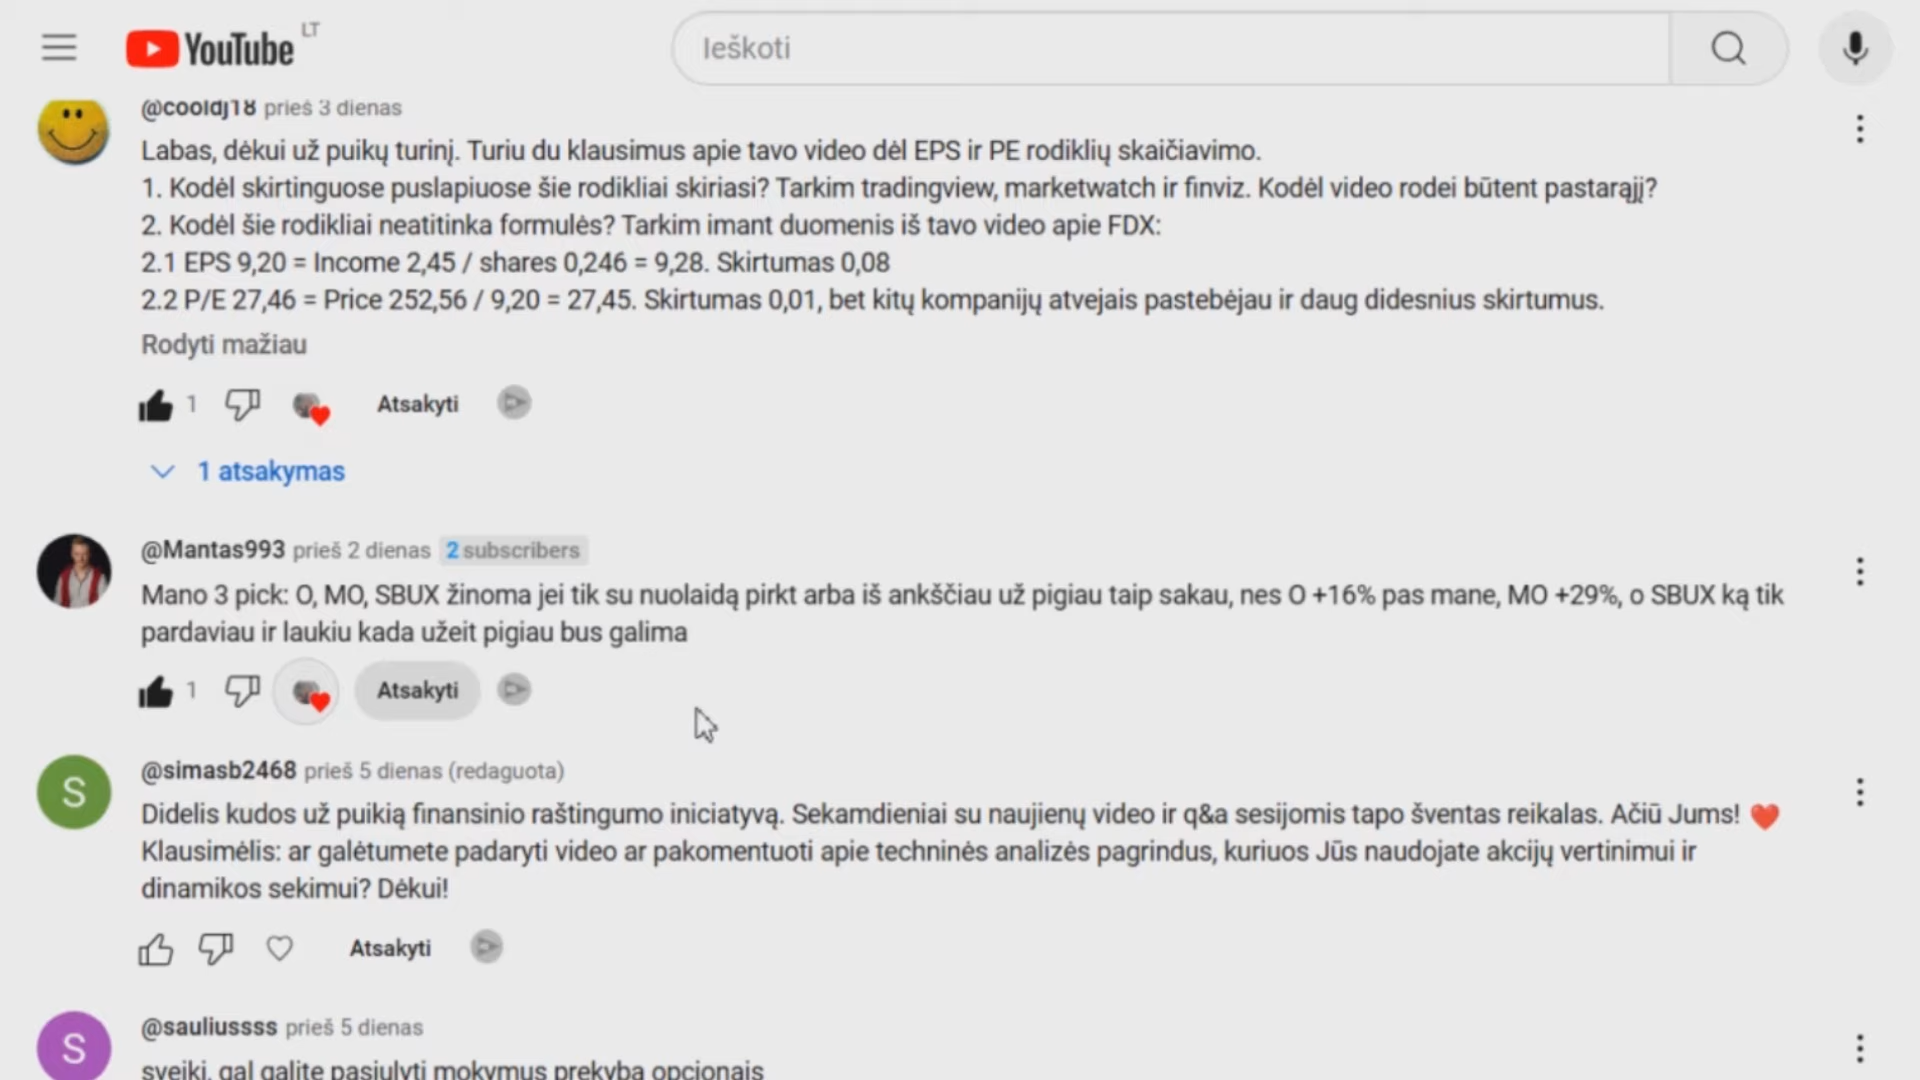 YouTube LT
Ieškoti
@cooldj18 prieš 3 dienas
Labas, dėkui už puikų turinį. Turiu du klausimus apie tavo video dėl EPS ir PE rodiklių skaičiavimo.
1. Kodėl skirtinguose puslapiuose šie rodikliai skiriasi? Tarkim tradingview, marketwatch ir finviz. Kodėl video rodei būtent pastarąjį?
2. Kodėl šie rodikliai neatitinka formulės? Tarkim imant duomenis iš tavo video apie FDX:
2.1 EPS 9,20 = Income 2,45 / shares 0,246 = 9,28. Skirtumas 0,08
2.2 P/E 27,46 = Price 252,56 / 9,20 = 27,45. Skirtumas 0,01, bet kitų kompanijų atvejais pastebėjau ir daug didesnius skirtumus.
Rodyti mažiau
1 Atsakyti
1 atsakymas
@Mantas993 prieš 2 dienas 2 subscribers
Mano 3 pick: O, MO, SBUX žinoma jei tik su nuolaidą pirkt arba iš ankščiau už pigiau taip sakau, nes O +16% pas mane, MO +29%, o SBUX ką tik
pardaviau ir laukiu kada užeit pigiau bus galima
1 Atsakyti
S
@simasb2468 prieš 5 dienas (redaguota)
Didelis kudos už puikią finansinio raštingumo iniciatyvą. Sekamdieniai su naujienų video ir q&a sesijomis tapo šventas reikalas. Ačiū Jums! ❤️
Klausimėlis: ar galėtumete padaryti video ar pakomentuoti apie techninės analizės pagrindus, kuriuos Jūs naudojate akcijų vertinimui ir
dinamikos sekimui? Dėkui!
Atsakyti
S
@sauliussss prieš 5 dienas
sveiki, gal galite pasiulyti mokymus prekyba opcionais